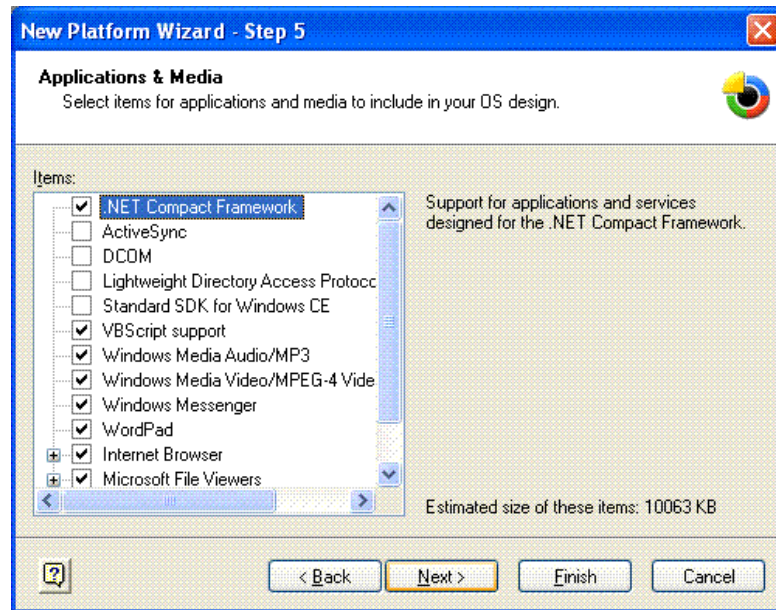 New Platform Wizard - Step 5
Applications & Media
Select items for applications and media to include in your OS design.
Items:
.NET Compact Framework
ActiveSync
DCOM
Lightweight Directory Access Protocc
Standard SDK for Windows CE
VBScript support
Windows Media Audio/MP3
Windows Media Video/MPEG-4 Vide
Windows Messenger
WordPad
Internet Browser
Microsoft File Viewers
Support for applications and services
designed for the .NET Compact Framework.
Estimated size of these items: 10063 KB
< Back
Next >
Finish
Cancel